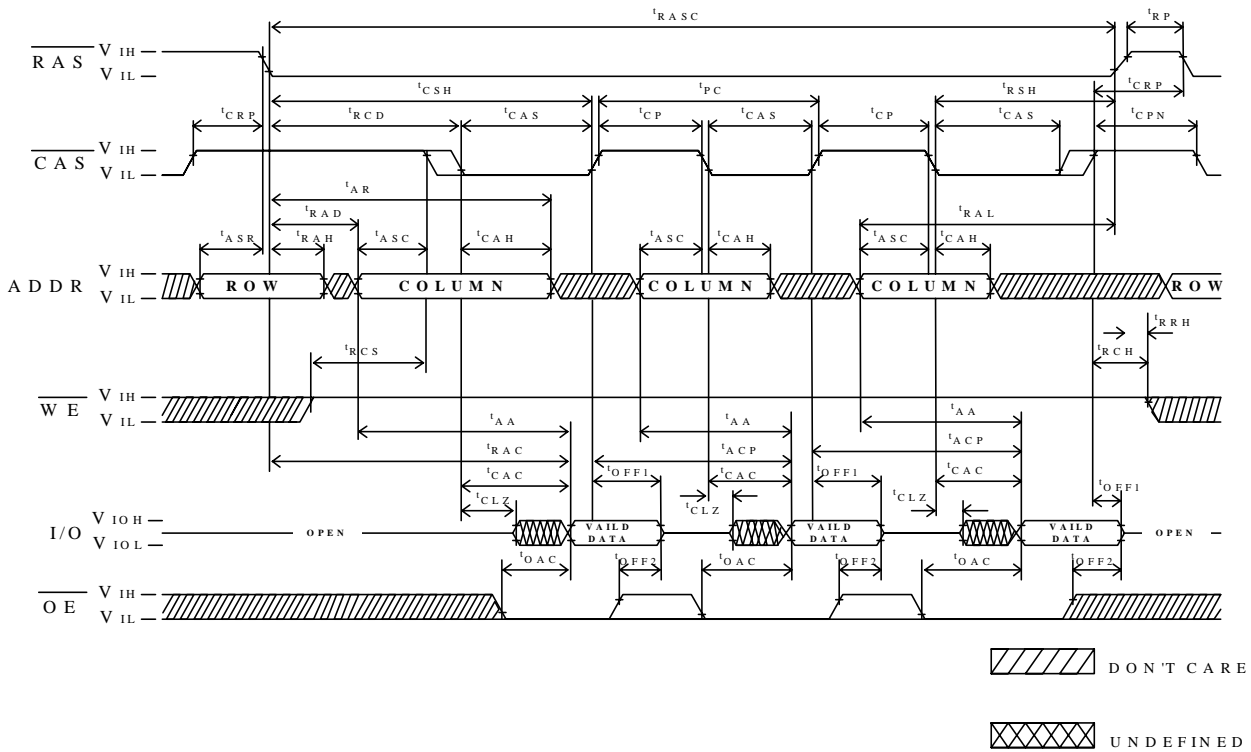 tRASC tRP
RAS VIH
VIL
tCSH tPC tRSH tCRP
tCRP tRCD tCAS tCP tCAS tCP tCAS tCPN
CAS VIH
VIL
tAR
tRAD tRAL
tASR tRAH tASC tCAH tASC tCAH tASC tCAH
ADDR VIH
VIL
ROW COLUMN COLUMN COLUMN ROW
tRRH
tRCS tRCH
WE VIH
VIL
tAA tAA tAA
tRAC tACP tACP
tCAC tOFF1 tCAC tOFF1 tCAC tOFF1
tCLZ tCLZ tCLZ
I/O VIOH
VIOL
OPEN VAILD DATA VAILD DATA VAILD DATA OPEN
tOAC tOFF2 tOAC tOFF2 tOAC tOFF2
OE VIH
VIL
DON'T CARE
UNDEFINED